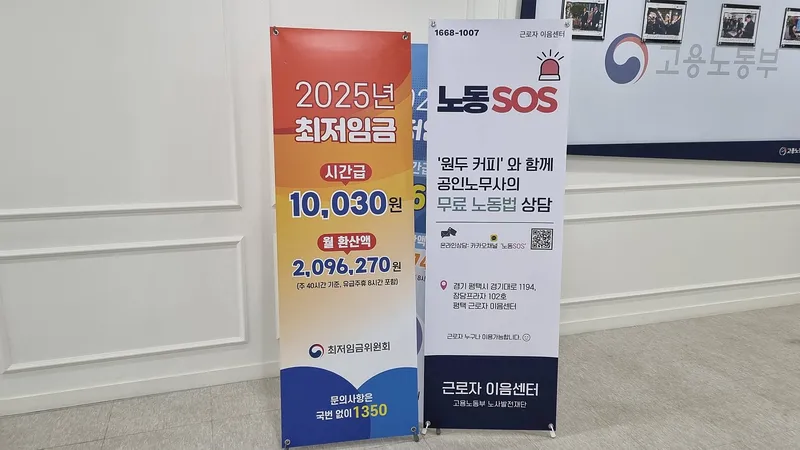 2025년
최저임금
시간급
10,030원
월 환산액
2,096,270원
(주 40시간 기준, 유급주휴 8시간 포함)
최저임금위원회
문의사항은
국번 없이 1350
1668-1007
근로자 이음센터
노동 SOS
'원두 커피' 와 함께
공인노무사의
무료 노동법 상담
온라인상담: 카카오채널 '노동SOS'
경기 평택시 경기대로 1194,
장당프라자 102호
평택 근로자 이음센터
근로자 누구나 이용가능합니다.
근로자 이음센터
고용노동부 노사발전재단
고용노동부